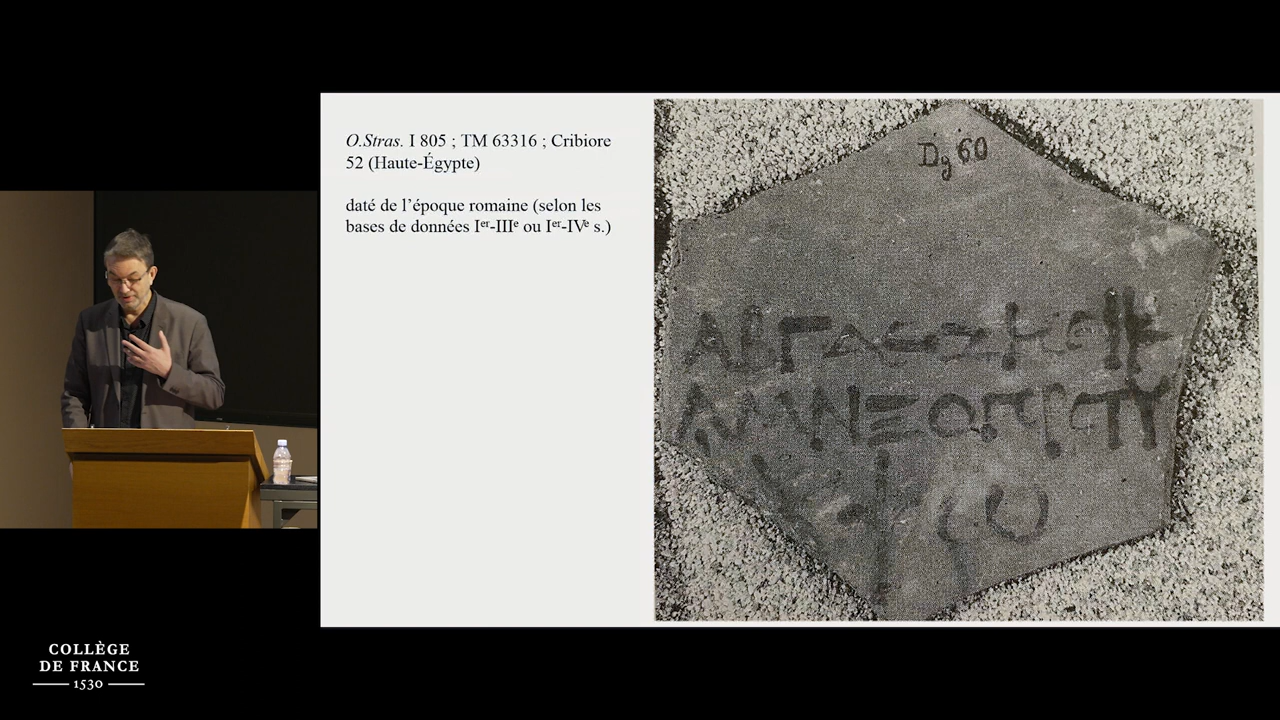 O.Stras. I 805 ; TM 63316 ; Cribiore
52 (Haute-Égypte)
daté de l’époque romaine (selon les
bases de données Iᵉʳ-IIIᵉ ou Iᵉʳ-IVᵉ s.)
Dg 60
ΑΒΓΔΕΖΗΘΙΚ
ΛΜΝΞΟΠΡϹΤΥ
Ω
COLLÈGE
DE FRANCE
1530